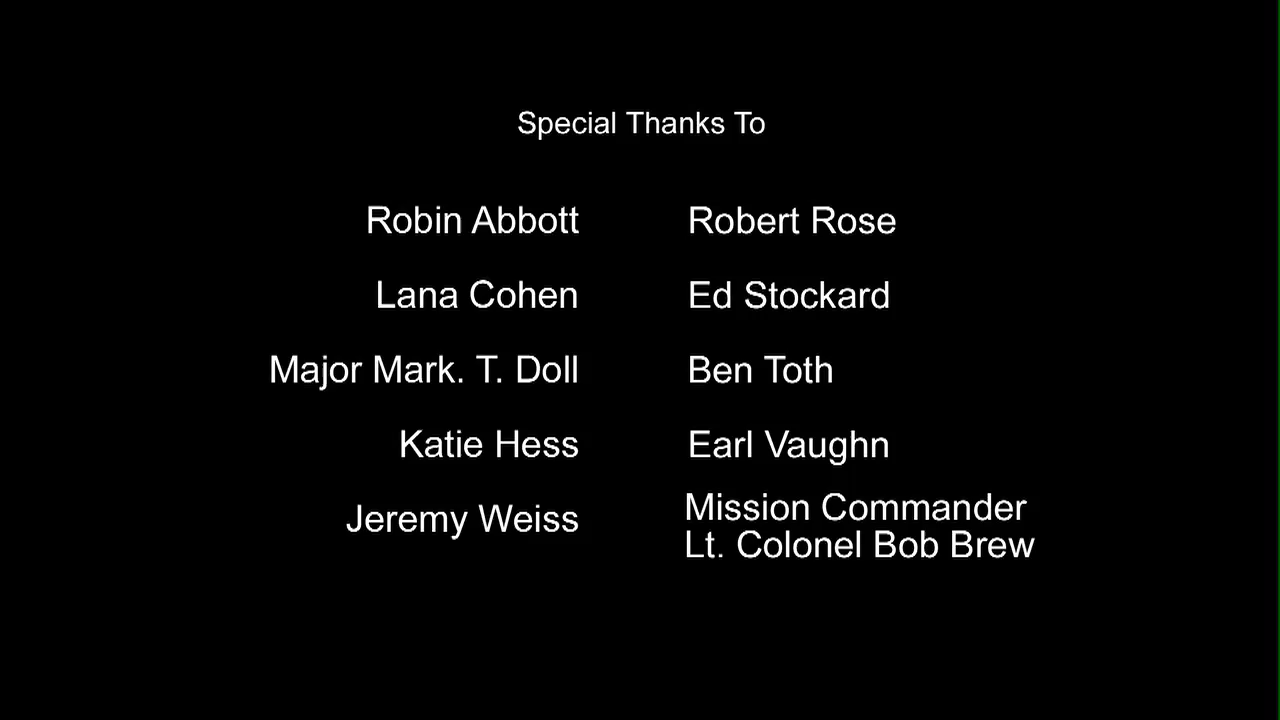 Special Thanks To
Robin Abbott
Robert Rose
Lana Cohen
Ed Stockard
Major Mark. T. Doll
Ben Toth
Katie Hess
Earl Vaughn
Jeremy Weiss
Mission Commander
Lt. Colonel Bob Brew